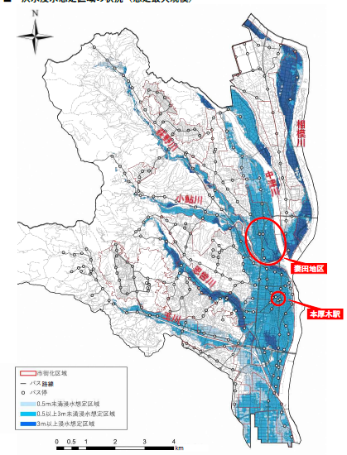 洪水浸水想定区域の状況（想定最大規模）
N
荻野川
相模川
中津川
小鮎川
妻田地区
恩曽川
本厚木駅
玉川
市街化区域
バス路線
バス停
0.5m未満浸水想定区域
0.5以上3m未満浸水想定区域
3m以上浸水想定区域
0 0.5 1 2 3 4
km